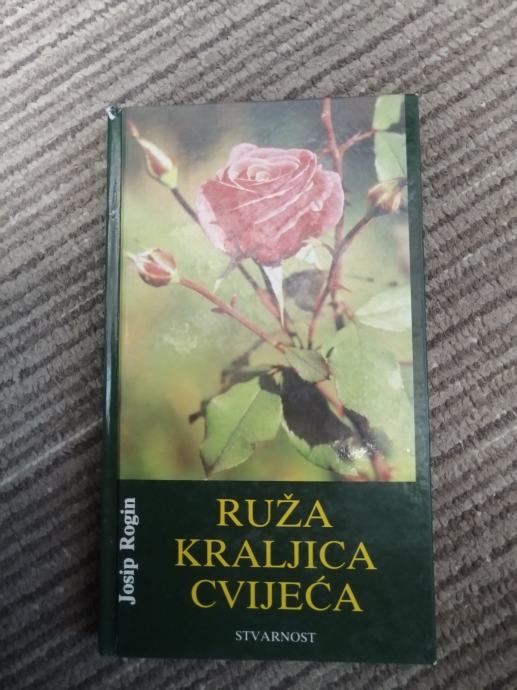 Josip Rogin
RUŽA
KRALJICA
CVIJEĆA
STVARNOST